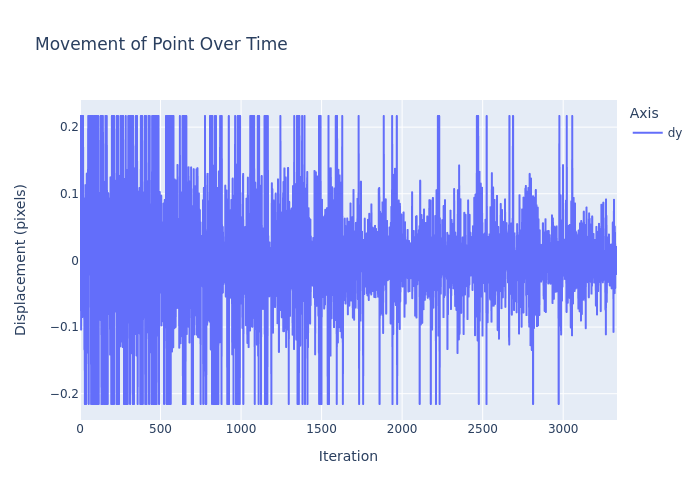 Movement of Point Over Time
Axis
dy
Displacement (pixels)
0.2
0.1
0
−0.1
−0.2
0 500 1000 1500 2000 2500 3000
Iteration